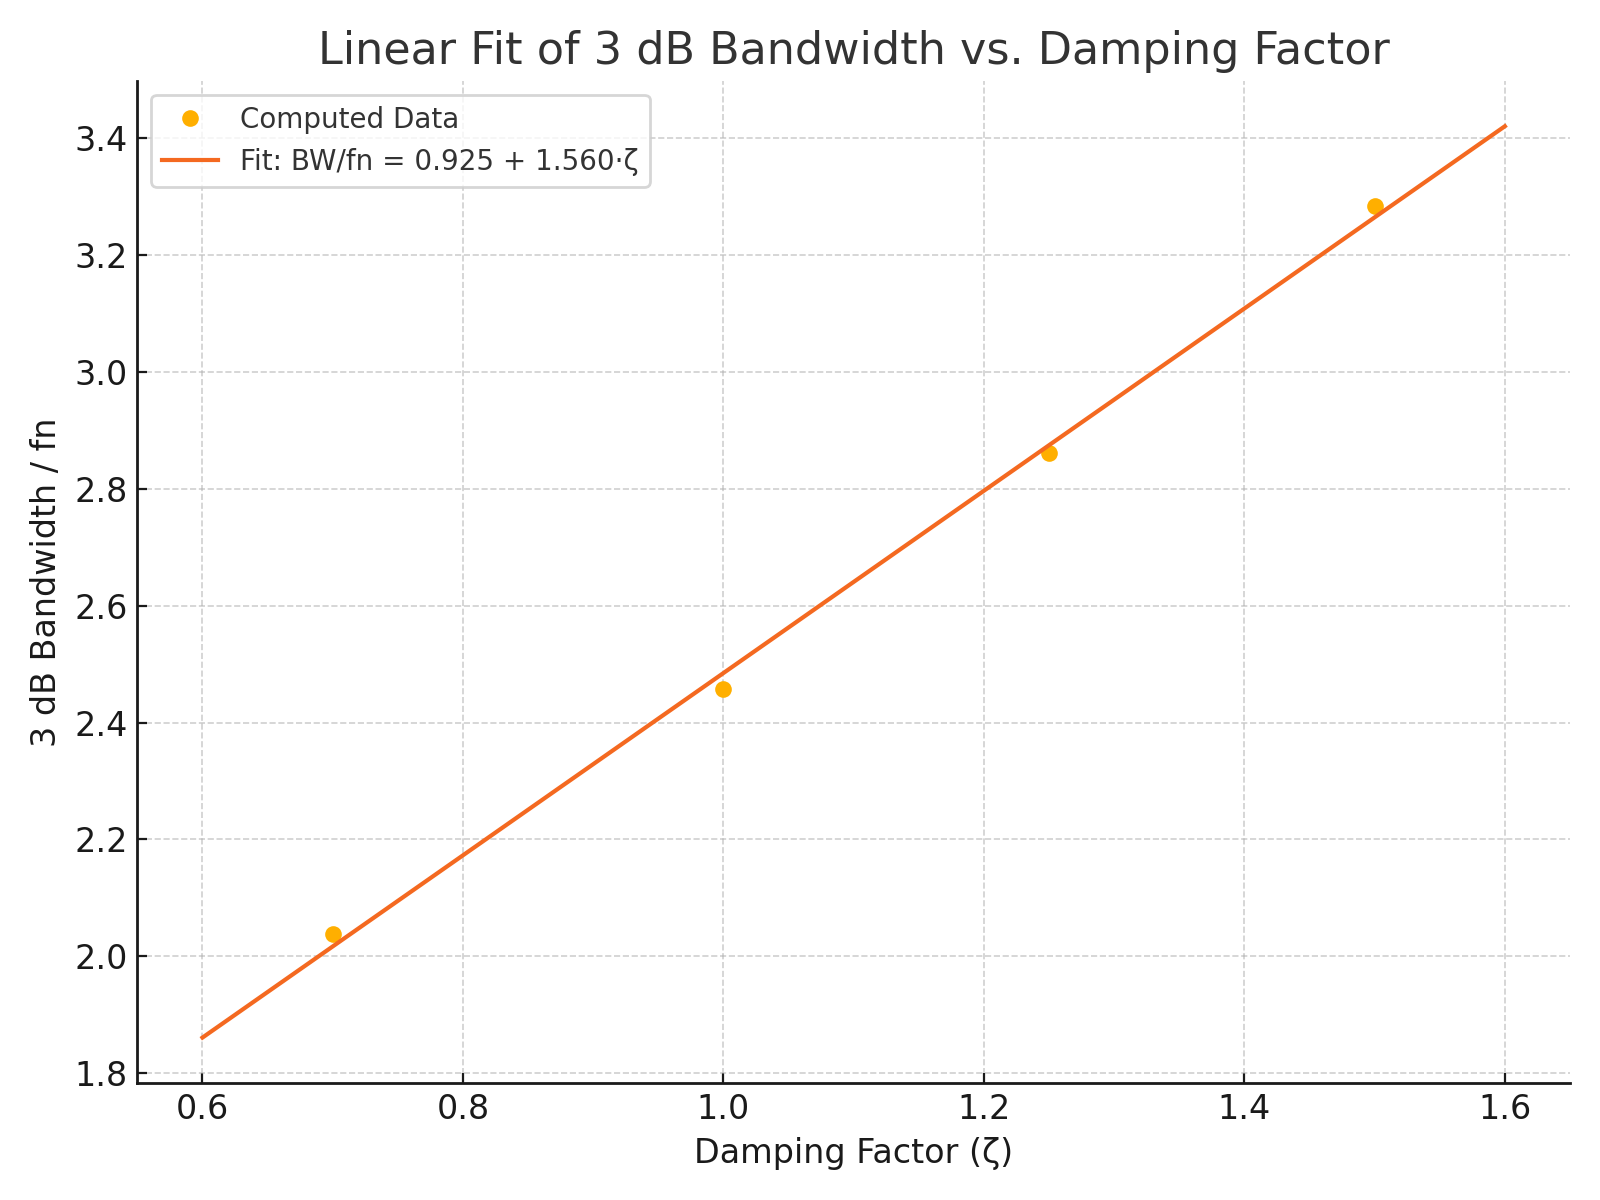 Linear Fit of 3 dB Bandwidth vs. Damping Factor
Computed Data
Fit: BW/fn = 0.925 + 1.560·ζ
3 dB Bandwidth / fn
3.4
3.2
3.0
2.8
2.6
2.4
2.2
2.0
1.8
0.6 0.8 1.0 1.2 1.4 1.6
Damping Factor (ζ)